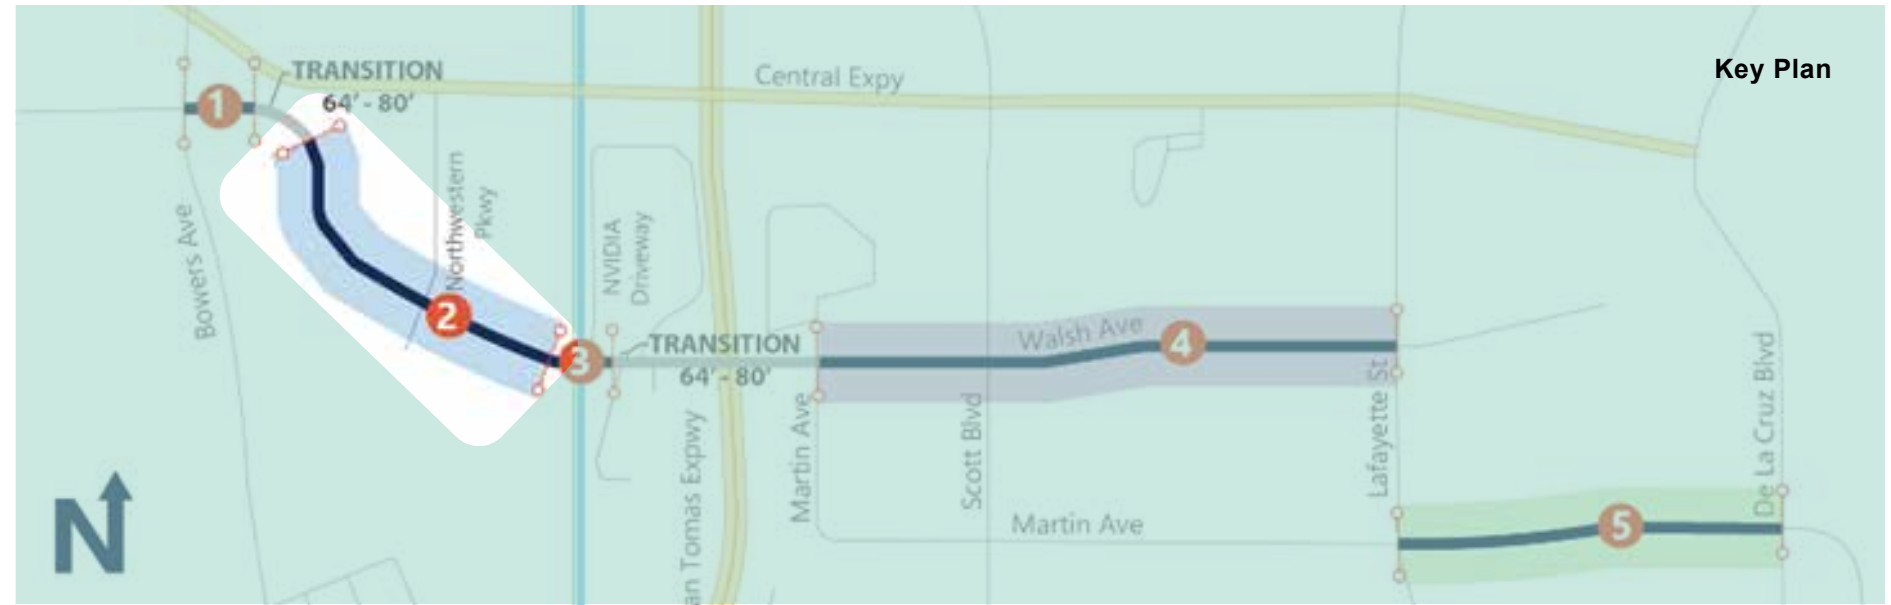 Key Plan
TRANSITION
64' - 80'
Central Expy
1
Bowers Ave
Northwestern
Pkwy
NVIDIA
Driveway
2
3
TRANSITION
64' - 80'
Walsh Ave
4
Martin Ave
Scott Blvd
Lafayette St
De La Cruz Blvd
an Tomas Expwy
Martin Ave
5
N